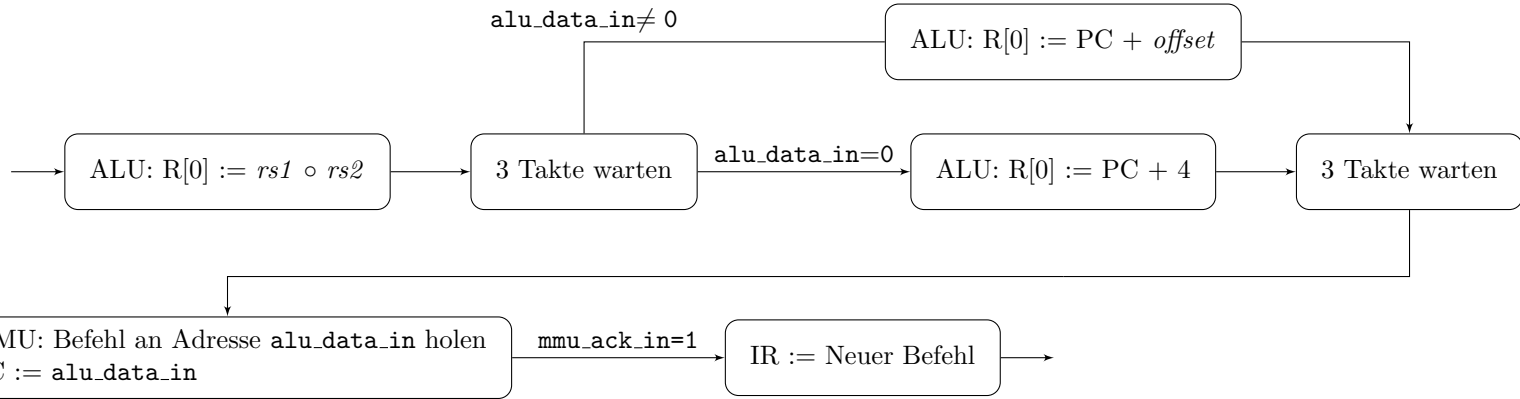 alu_data_in≠ 0
ALU: R[0] := PC + offset
ALU: R[0] := rs1 ∘ rs2
3 Takte warten
alu_data_in=0
ALU: R[0] := PC + 4
3 Takte warten
MU: Befehl an Adresse alu_data_in holen
C := alu_data_in
mmu_ack_in=1
IR := Neuer Befehl